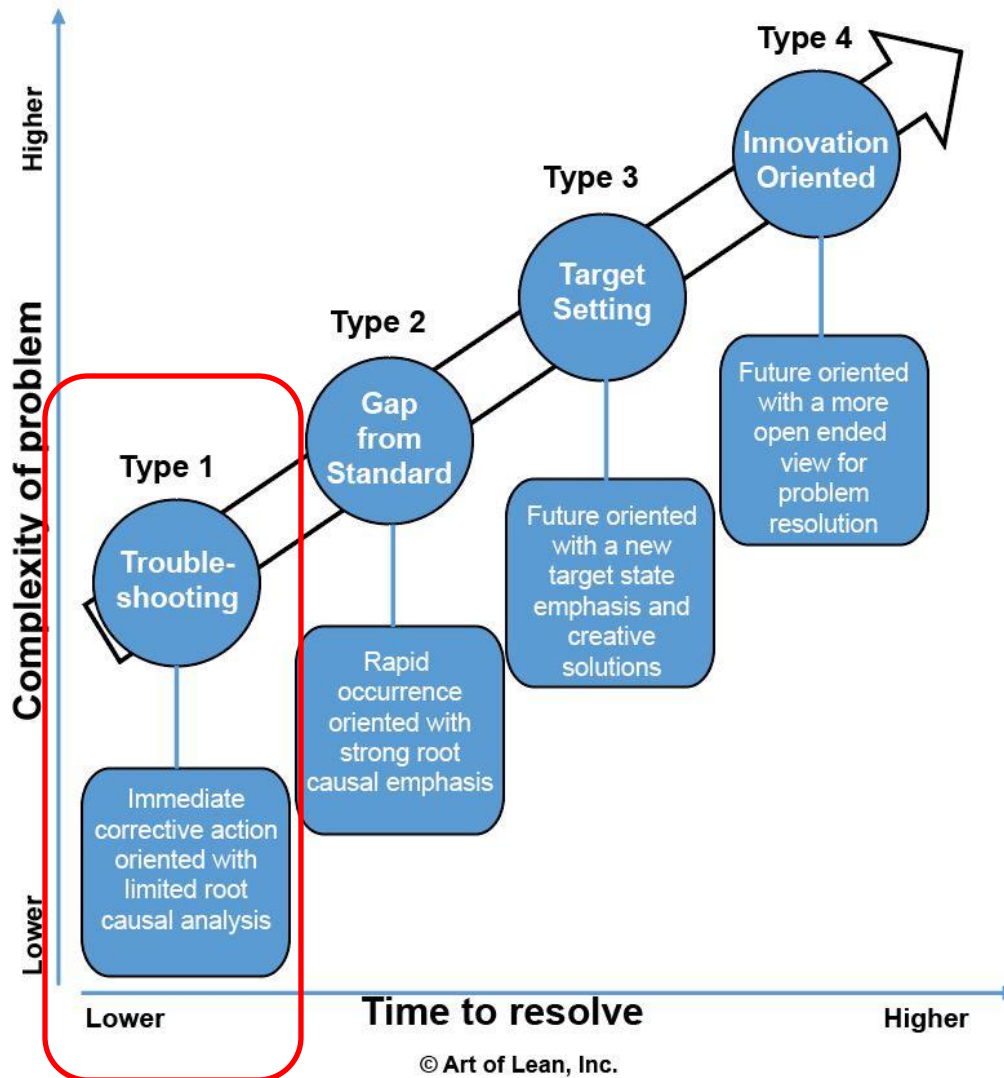 Complexity of problem
Higher
Lower
Type 1
Trouble-
shooting
Immediate
corrective action
oriented with
limited root
causal analysis
Type 2
Gap
from
Standard
Rapid
occurrence
oriented with
strong root
causal emphasis
Type 3
Target
Setting
Future oriented
with a new
target state
emphasis and
creative
solutions
Type 4
Innovation
Oriented
Future oriented
with a more
open ended
view for
problem
resolution
Lower
Time to resolve
Higher
© Art of Lean, Inc.